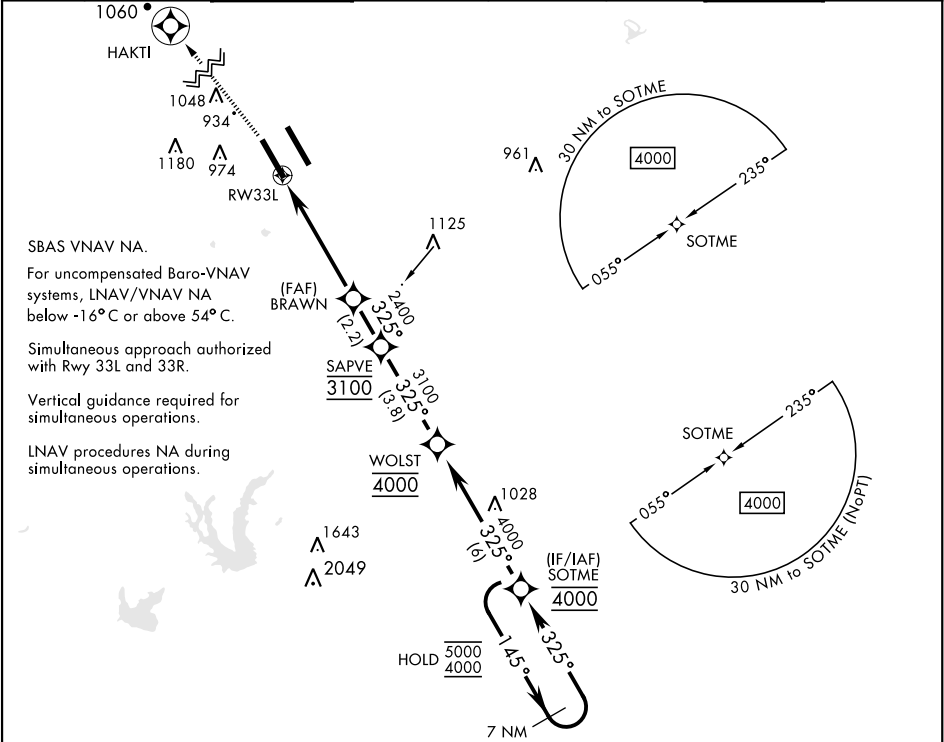 1060
HAKTI
1048
934
1180
974
RW33L
961
30 NM to SOTME
4000
235°
055°
SOTME
1125
SBAS VNAV NA.
For uncompensated Baro-VNAV
systems, LNAV/VNAV NA
below -16°C or above 54°C.
Simultaneous approach authorized
with Rwy 33L and 33R.
Vertical guidance required for
simultaneous operations.
LNAV procedures NA during
simultaneous operations.
(FAF)
BRAWN
2400
325°
(2.2)
SAPVE
3100
3100
325°
(3.8)
WOLST
4000
1028
4000
325°
(6)
(IF/IAF)
SOTME
4000
1643
2049
HOLD
5000
4000
145°
325°
7 NM
SOTME
235°
055°
4000
30 NM to SOTME (NoPT)